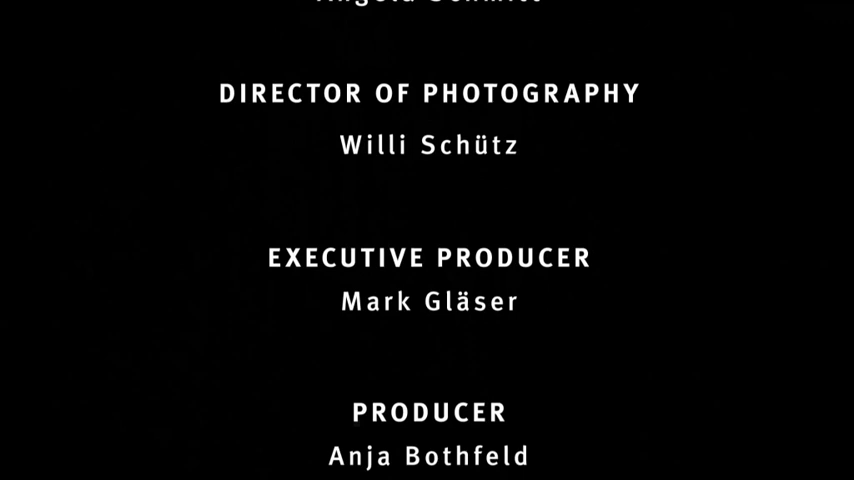 DIRECTOR OF PHOTOGRAPHY
Willi Schütz
EXECUTIVE PRODUCER
Mark Gläser
PRODUCER
Anja Bothfeld